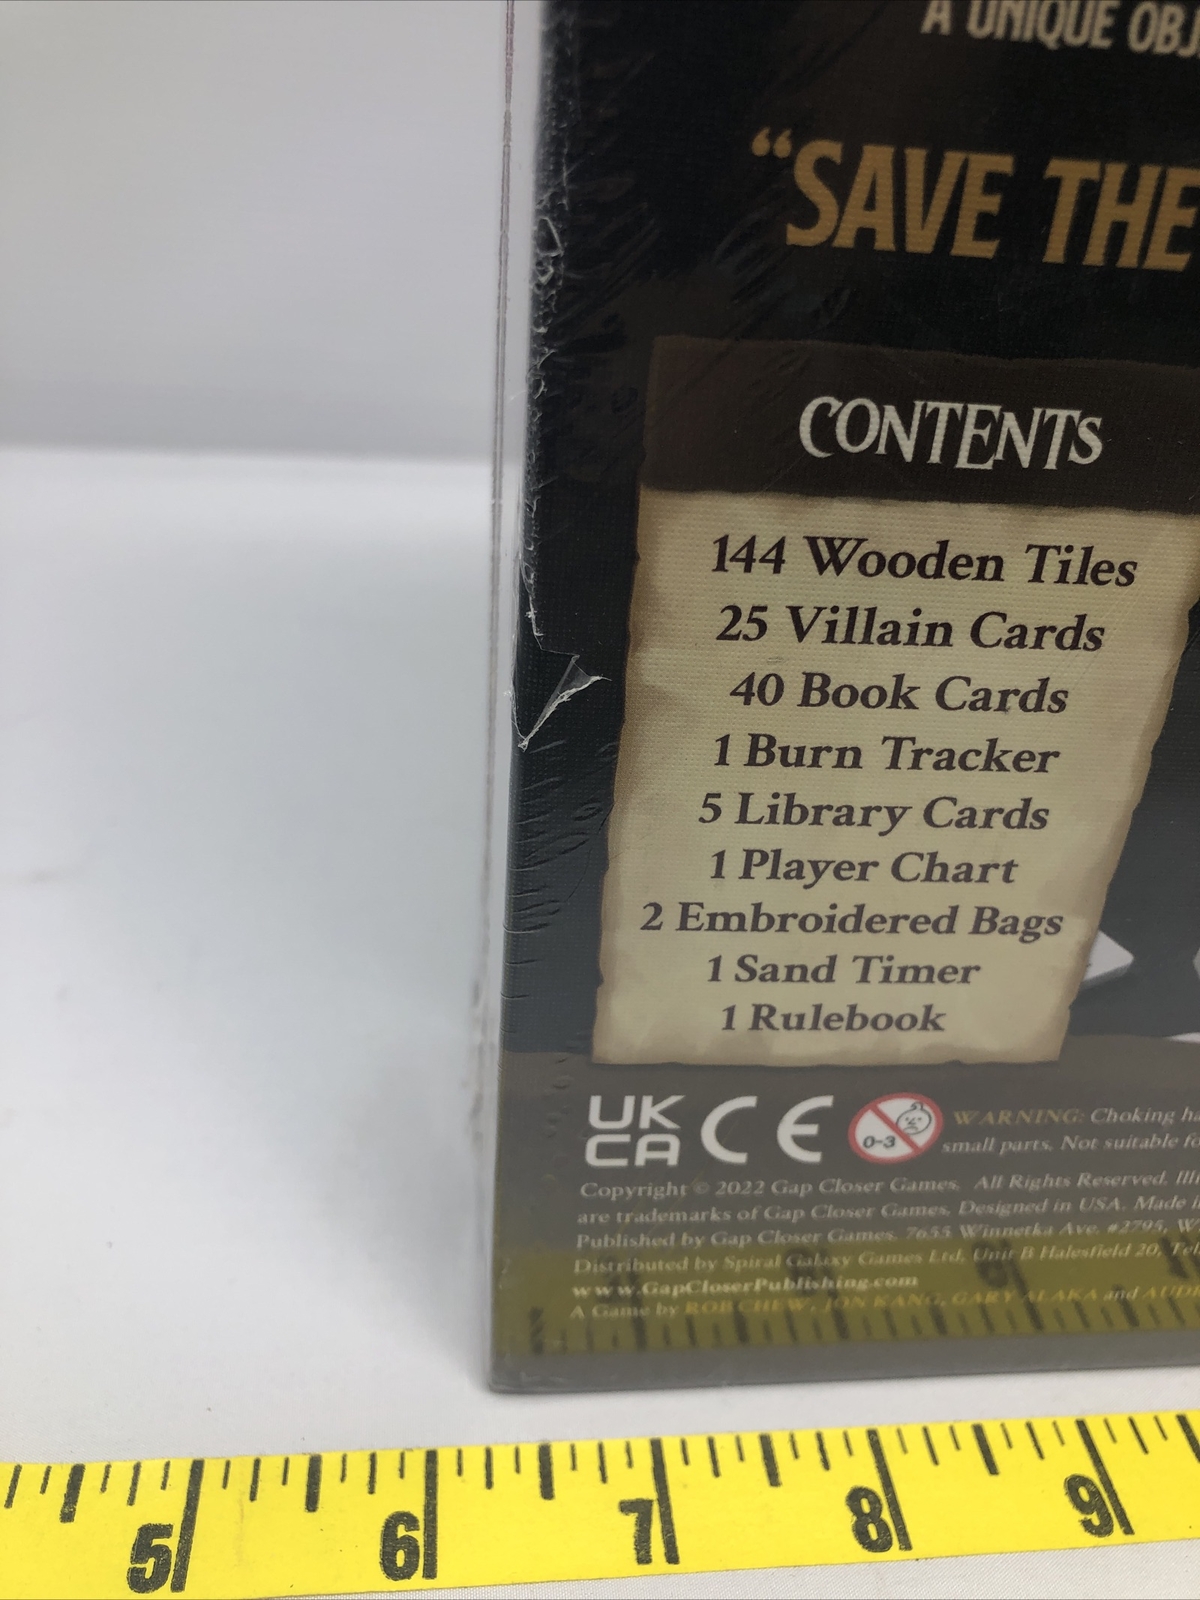 A UNIQUE
"SAVE THE
CONTENTS
144 Wooden Tiles
25 Villain Cards
40 Book Cards
1 Burn Tracker
5 Library Cards
1 Player Chart
2 Embroidered Bags
1 Sand Timer
1 Rulebook
UK
CA CE 0-3
WARNING: Choking
small parts. Not suitable
Copyright © 2022 Gap Closer Games. All Rights Reserved.
are trademarks of Gap Closer Games. Designed in USA. Made
Published by Gap Closer Games. 7655 Winnetka Ave. #2795,
Distributed by Spiral Galaxy Games Ltd, Unit B Halesfield 20,
www.GapCloserPublishing.com
A Game by ROB CHEW, JON KANG, GARY ALAKA and
5 6 7 8 9